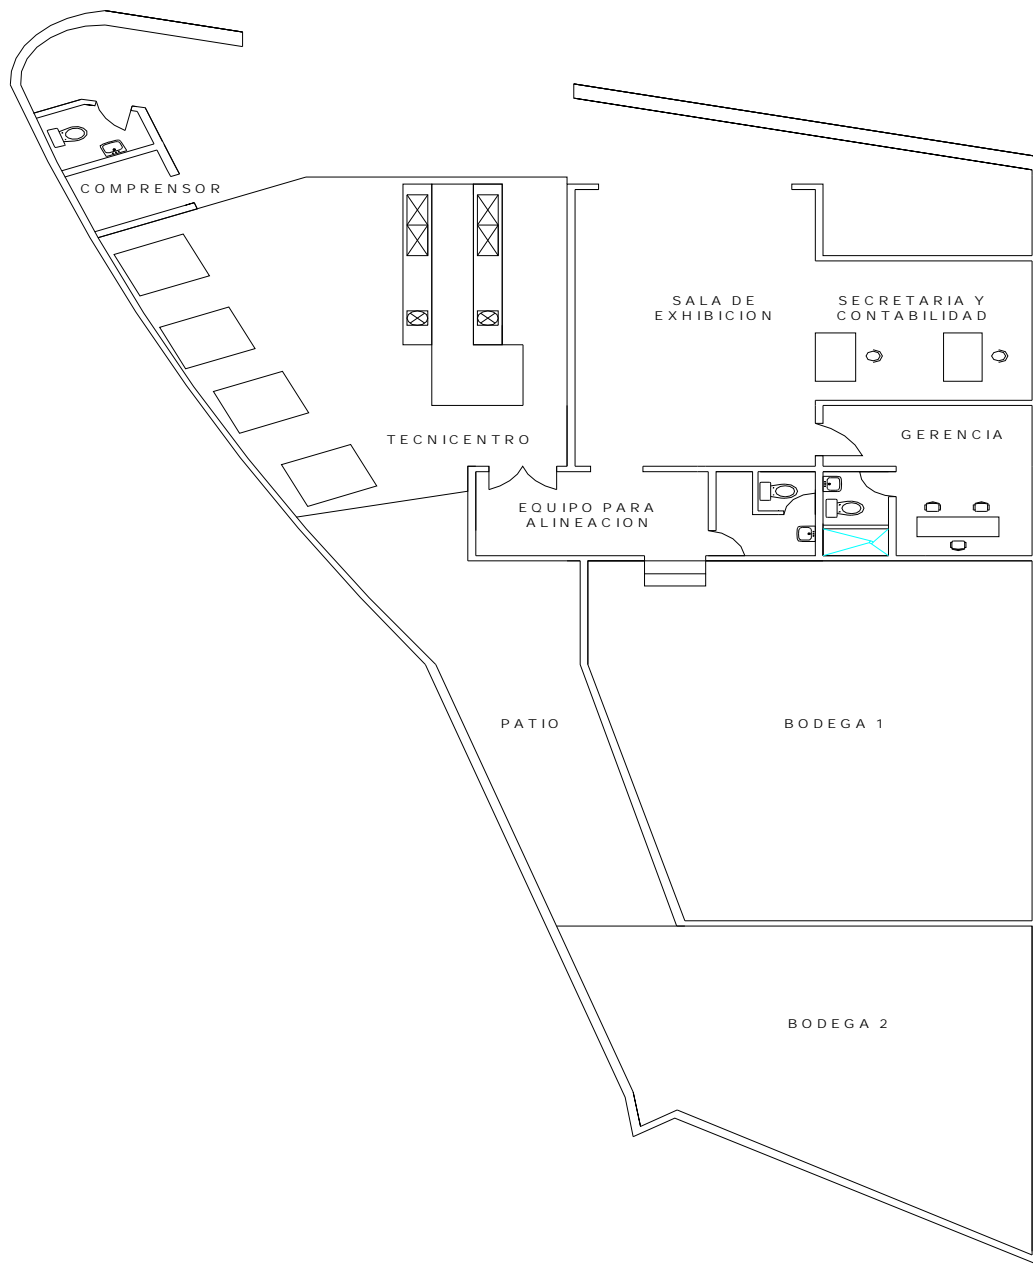 COMPRENSOR
SALA DE
EXHIBICION
SECRETARIA Y
CONTABILIDAD
TECNICENTRO
GERENCIA
EQUIPO PARA
ALINEACION
PATIO
BODEGA 1
BODEGA 2